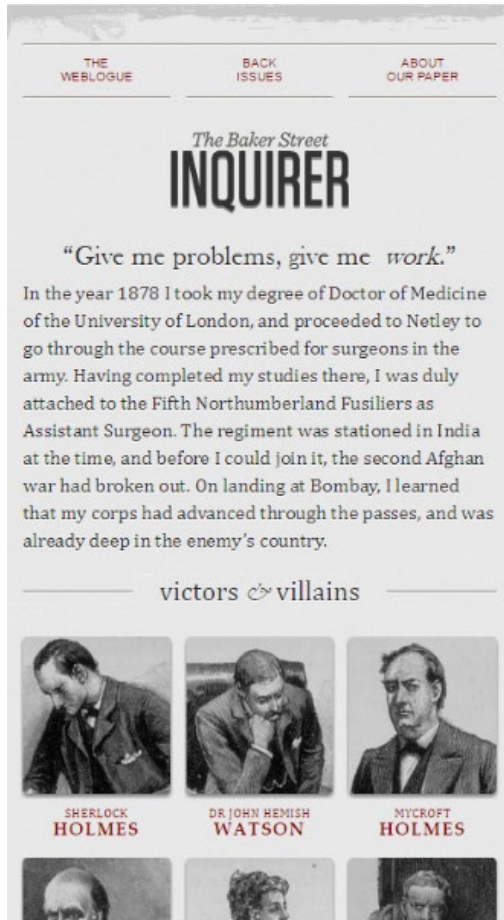 THE
WEBLOGUE
BACK
ISSUES
ABOUT
OUR PAPER
The Baker Street
INQUIRER
“Give me problems, give me work.”
In the year 1878 I took my degree of Doctor of Medicine
of the University of London, and proceeded to Netley to
go through the course prescribed for surgeons in the
army. Having completed my studies there, I was duly
attached to the Fifth Northumberland Fusiliers as
Assistant Surgeon. The regiment was stationed in India
at the time, and before I could join it, the second Afghan
war had broken out. On landing at Bombay, I learned
that my corps had advanced through the passes, and was
already deep in the enemy’s country.
victors & villains
SHERLOCK
HOLMES
DR JOHN HEMISH
WATSON
MYCROFT
HOLMES